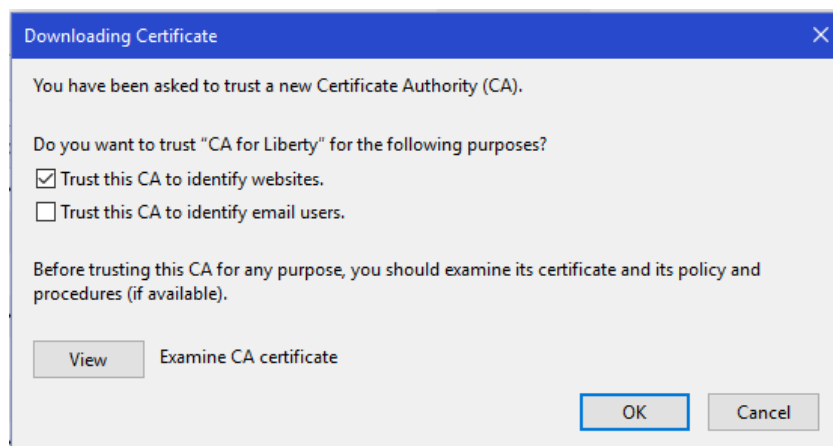 Downloading Certificate
You have been asked to trust a new Certificate Authority (CA).
Do you want to trust “CA for Liberty” for the following purposes?
Trust this CA to identify websites.
Trust this CA to identify email users.
Before trusting this CA for any purpose, you should examine its certificate and its policy and
procedures (if available).
View Examine CA certificate
OK Cancel